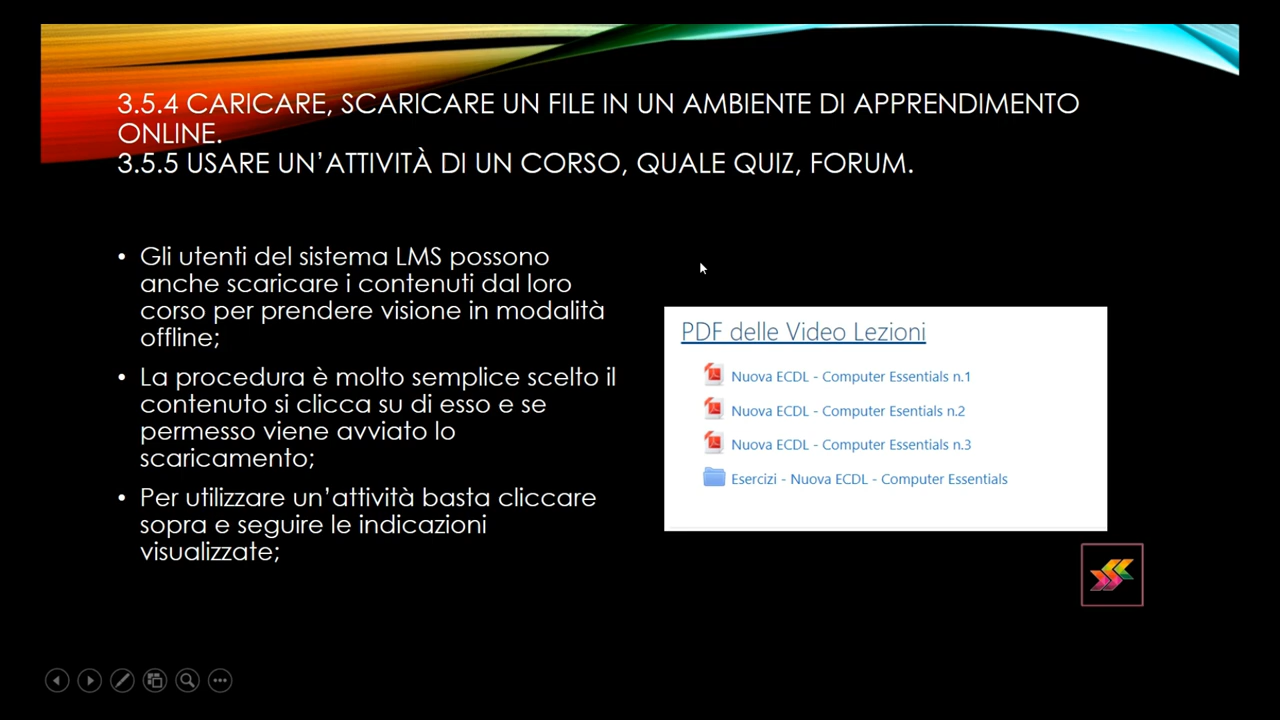 3.5.4 CARICARE, SCARICARE UN FILE IN UN AMBIENTE DI APPRENDIMENTO
ONLINE.
3.5.5 USARE UN’ATTIVITÀ DI UN CORSO, QUALE QUIZ, FORUM.
• Gli utenti del sistema LMS possono
anche scaricare i contenuti dal loro
corso per prendere visione in modalità
offline;
• La procedura è molto semplice scelto il
contenuto si clicca su di esso e se
permesso viene avviato lo
scaricamento;
• Per utilizzare un’attività basta cliccare
sopra e seguire le indicazioni
visualizzate;
PDF delle Video Lezioni
Nuova ECDL - Computer Essentials n.1
Nuova ECDL - Computer Esentials n.2
Nuova ECDL - Computer Essentials n.3
Esercizi - Nuova ECDL - Computer Essentials